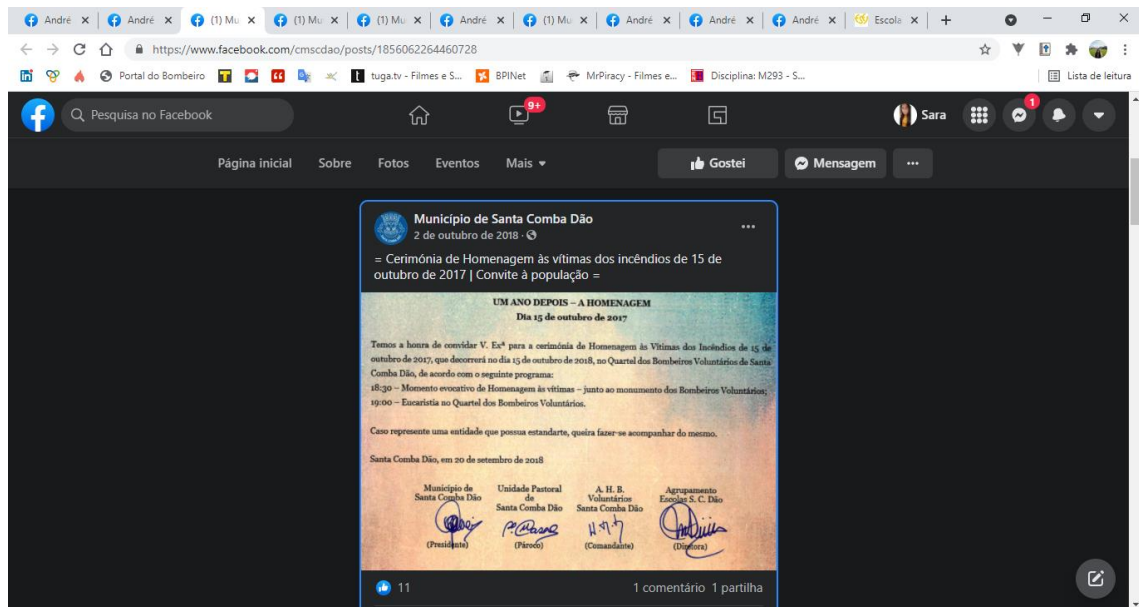 André
André
(1) Mu
(1) Mu
(1) Mu
André
(1) Mu
André
André
André
Escola
https://www.facebook.com/cmscdao/posts/1856062264460728
Portal do Bombeiro
tuga.tv - Filmes e S...
BPINet
MrPiracy - Filmes e...
Disciplina: M293 - S...
Lista de leitura
Pesquisa no Facebook
9+
Sara
1
Página inicial
Sobre
Fotos
Eventos
Mais
Gostei
Mensagem
Município de Santa Comba Dão
2 de outubro de 2018 ·
= Cerimónia de Homenagem às vítimas dos incêndios de 15 de
outubro de 2017 | Convite à população =
UM ANO DEPOIS – A HOMENAGEM
Dia 15 de outubro de 2017
Temos a honra de convidar V. Exª para a cerimónia de Homenagem às Vítimas dos Incêndios de 15 de
outubro de 2017, que decorrerá no dia 15 de outubro de 2018, no Quartel dos Bombeiros Voluntários de Santa
Comba Dão, de acordo com o seguinte programa:
18:30 – Momento evocativo de Homenagem às vítimas – junto ao monumento dos Bombeiros Voluntários;
19:00 – Eucaristia no Quartel dos Bombeiros Voluntários.
Caso represente uma entidade que possua estandarte, queira fazer-se acompanhar do mesmo.
Santa Comba Dão, em 20 de setembro de 2018
Município de
Santa Comba Dão
(Presidente)
Unidade Pastoral
de
Santa Comba Dão
(Pároco)
A. H. B.
Voluntários
Santa Comba Dão
(Comandante)
Agrupamento
Escolas S. C. Dão
(Diretora)
11
1 comentário 1 partilha